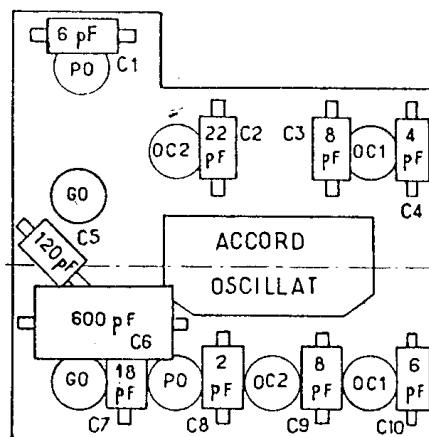 6 pF
PO
C1
OC2
22
pF
C2
C3
8
pF
OC1
4
pF
C4
GO
C5
120pF
ACCORD
OSCILLAT
600 pF
C6
GO
18
pF
PO
2
pF
OC2
8
pF
OC1
6
pF
C7
C8
C9
C10